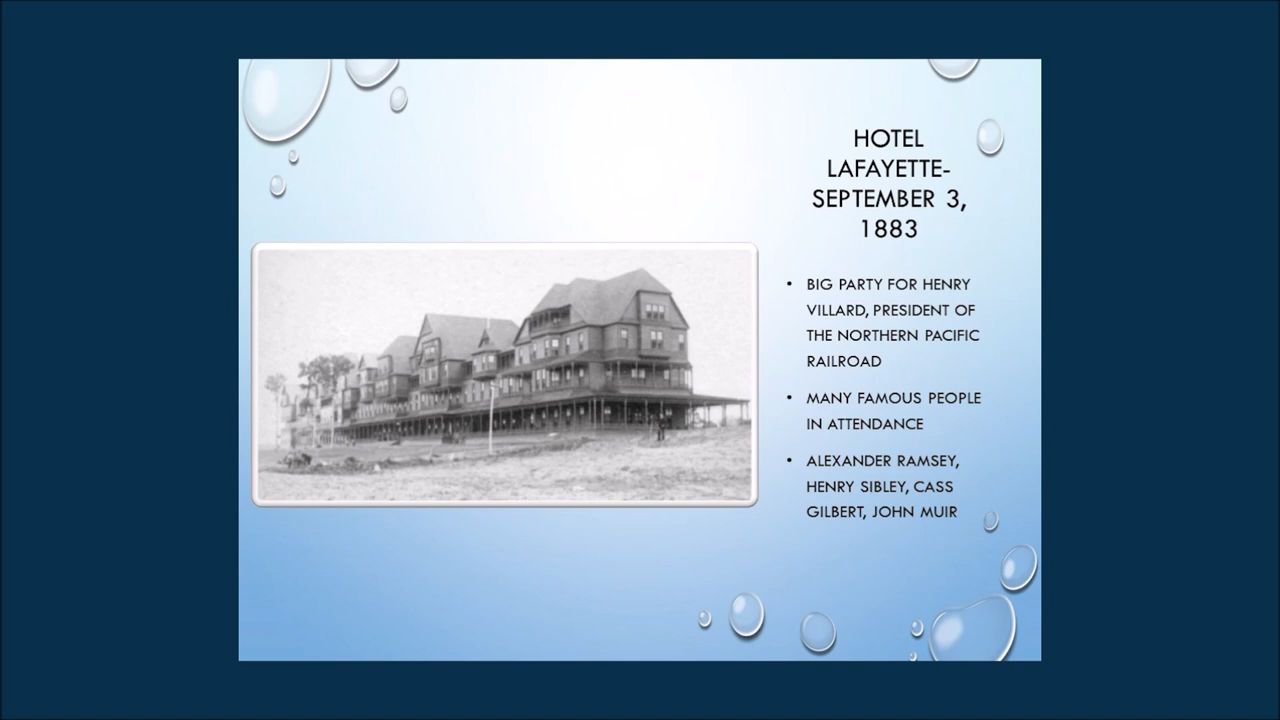 HOTEL
LAFAYETTE-
SEPTEMBER 3,
1883
• BIG PARTY FOR HENRY
VILLARD, PRESIDENT OF
THE NORTHERN PACIFIC
RAILROAD
• MANY FAMOUS PEOPLE
IN ATTENDANCE
• ALEXANDER RAMSEY,
HENRY SIBLEY, CASS
GILBERT, JOHN MUIR